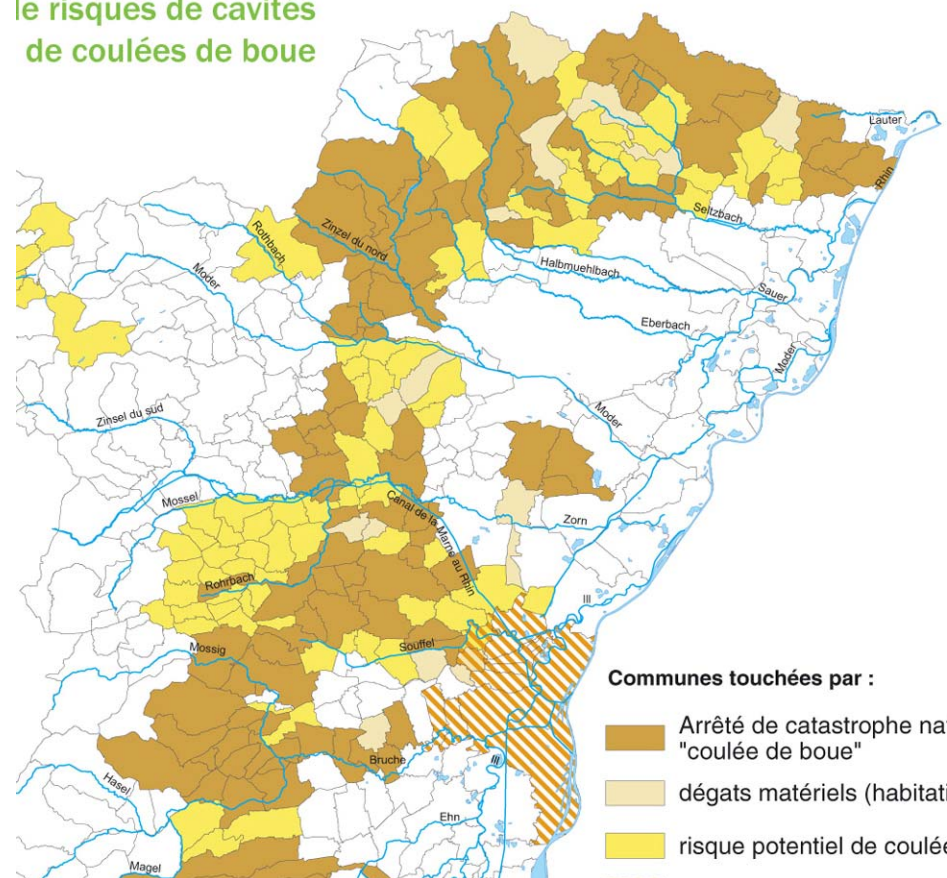 le risques de cavités
de coulées de boue
Lauter
Rhin
Seltzbach
Rothbach
Zinzel du nord
Moder
Halbmuehlbach
Sauer
Eberbach
Moder
Zinsel du sud
Moder
Mossel
Canal de la Marne au Rhin
Zorn
Rohrbach
Ill
Mossig
Souffel
Communes touchées par :
Arrêté de catastrophe na
"coulée de boue"
Bruche
Ill
Hasel
dégats matériels (habitati
Ehn
risque potentiel de coulée
Magel